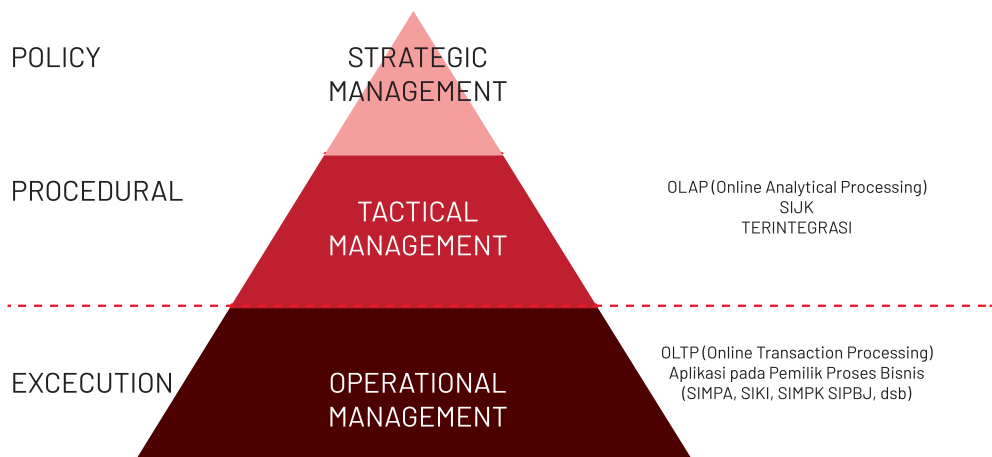 POLICY
STRATEGIC
MANAGEMENT
PROCEDURAL
TACTICAL
MANAGEMENT
OLAP (Online Analytical Processing)
SIJK
TERINTEGRASI
EXCECUTION
OPERATIONAL
MANAGEMENT
OLTP (Online Transaction Processing)
Aplikasi pada Pemilik Proses Bisnis
(SIMPA, SIKI, SIMPK SIPBJ, dsb)